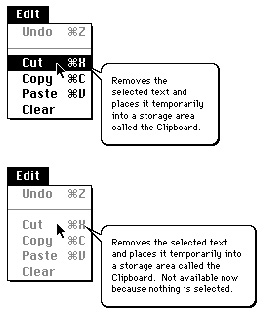 Edit
Undo ⌘Z
Cut ⌘X
Copy ⌘C
Paste ⌘V
Clear
Removes the
selected text and
places it temporarily
into a storage area
called the Clipboard.
Edit
Undo ⌘Z
Cut ⌘X
Copy ⌘C
Paste ⌘V
Clear
Removes the selected text
and places it temporarily into
a storage area called the
Clipboard. Not available now
because nothing is selected.